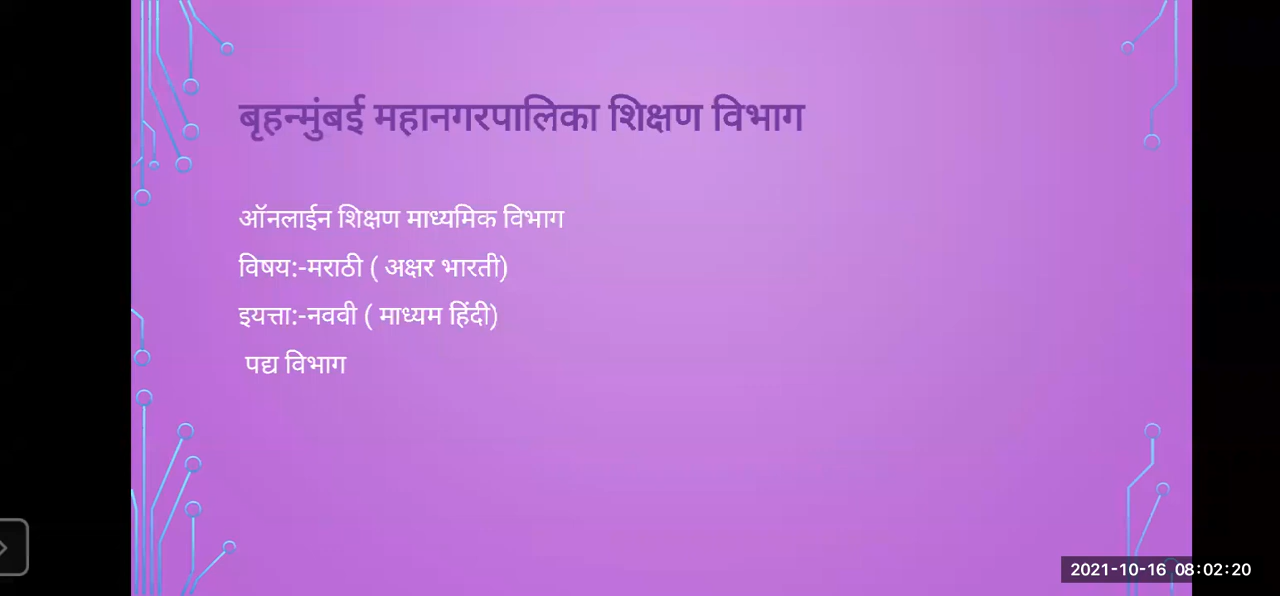 बृहन्मुंबई महानगरपालिका शिक्षण विभाग
ऑनलाईन शिक्षण माध्यमिक विभाग
विषय:-मराठी ( अक्षर भारती)
इयत्ता:-नववी ( माध्यम हिंदी)
पद्य विभाग
2021-10-16 08:02:20